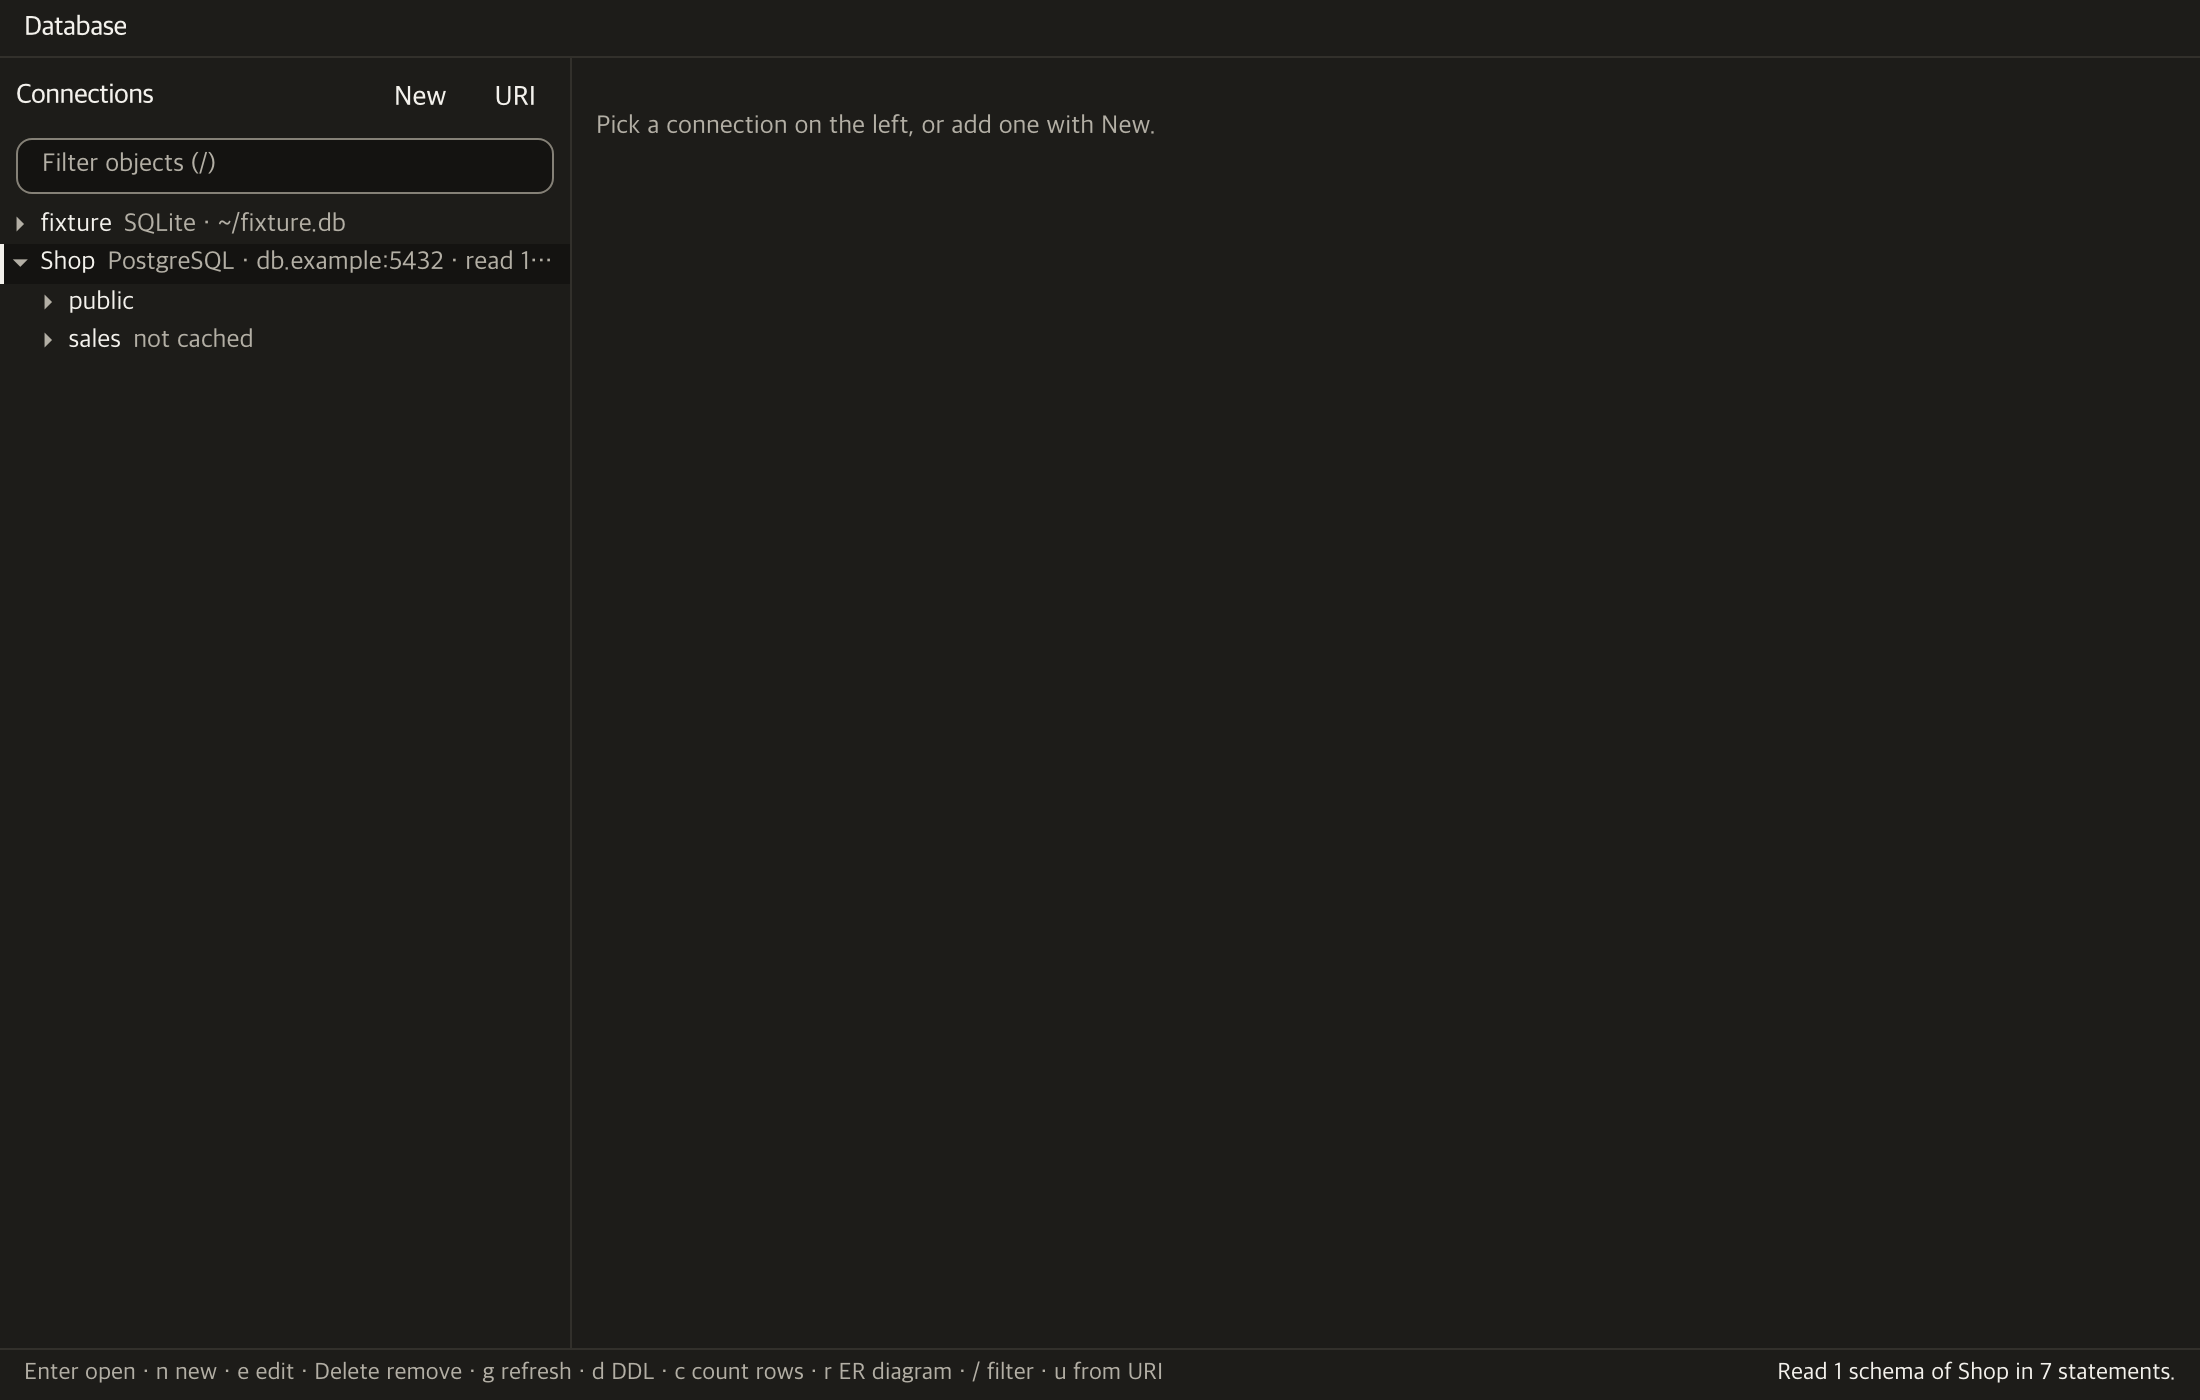 Database
Connections New URI
Pick a connection on the left, or add one with New.
Filter objects (/)
fixture SQLite · ~/fixture.db
Shop PostgreSQL · db.example:5432 · read 1···
public
sales not cached
Enter open · n new · e edit · Delete remove · g refresh · d DDL · c count rows · r ER diagram · / filter · u from URI
Read 1 schema of Shop in 7 statements.